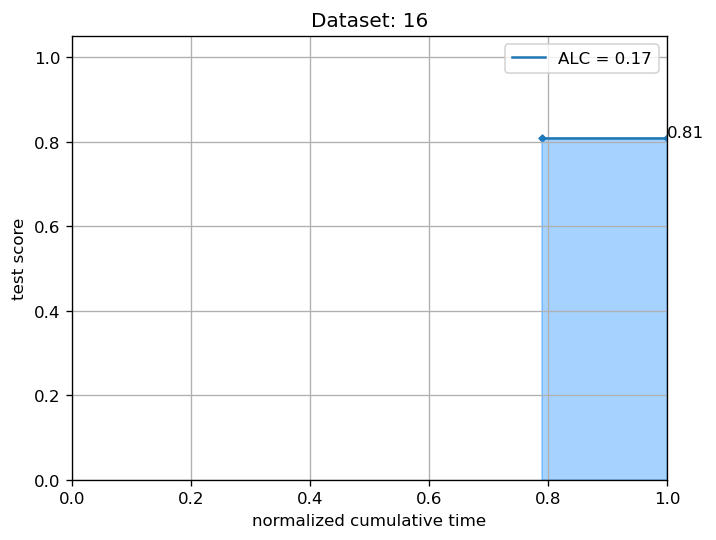 Dataset: 16
ALC = 0.17
0.81
test score
1.0
0.8
0.6
0.4
0.2
0.0
0.0 0.2 0.4 0.6 0.8 1.0
normalized cumulative time